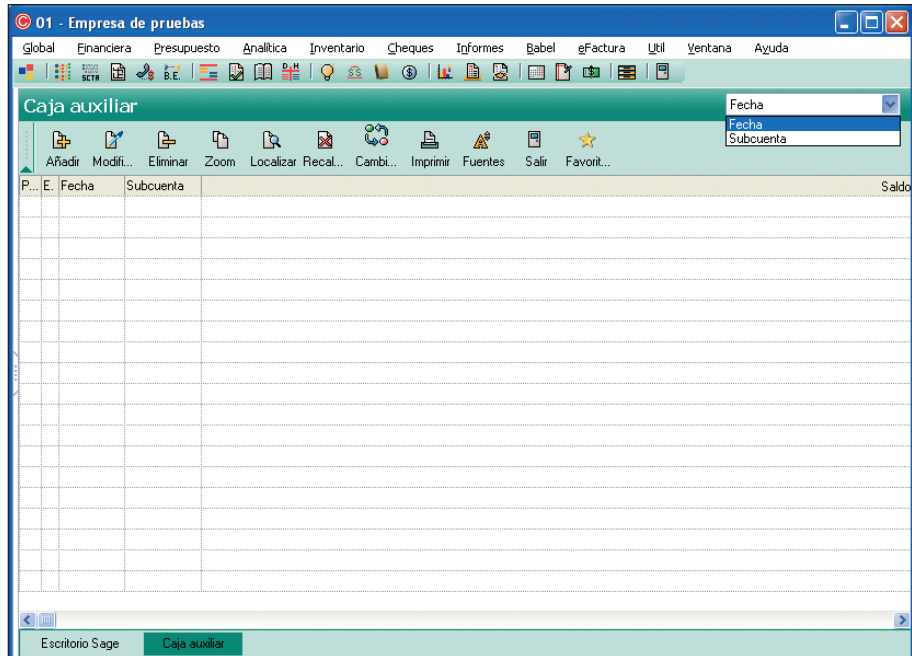 © 01 - Empresa de pruebas
Global Financiera Presupuesto Analítica Inventario Cheques Informes Babel eFactura Util Ventana Ayuda
SCTA B.E.
Caja auxiliar Fecha
Fecha
Subcuenta
Añadir Modifi... Eliminar Zoom Localizar Recal... Cambi... Imprimir Fuentes Salir Favorit...
P... E. Fecha Subcuenta Saldo
Escritorio Sage Caja auxiliar